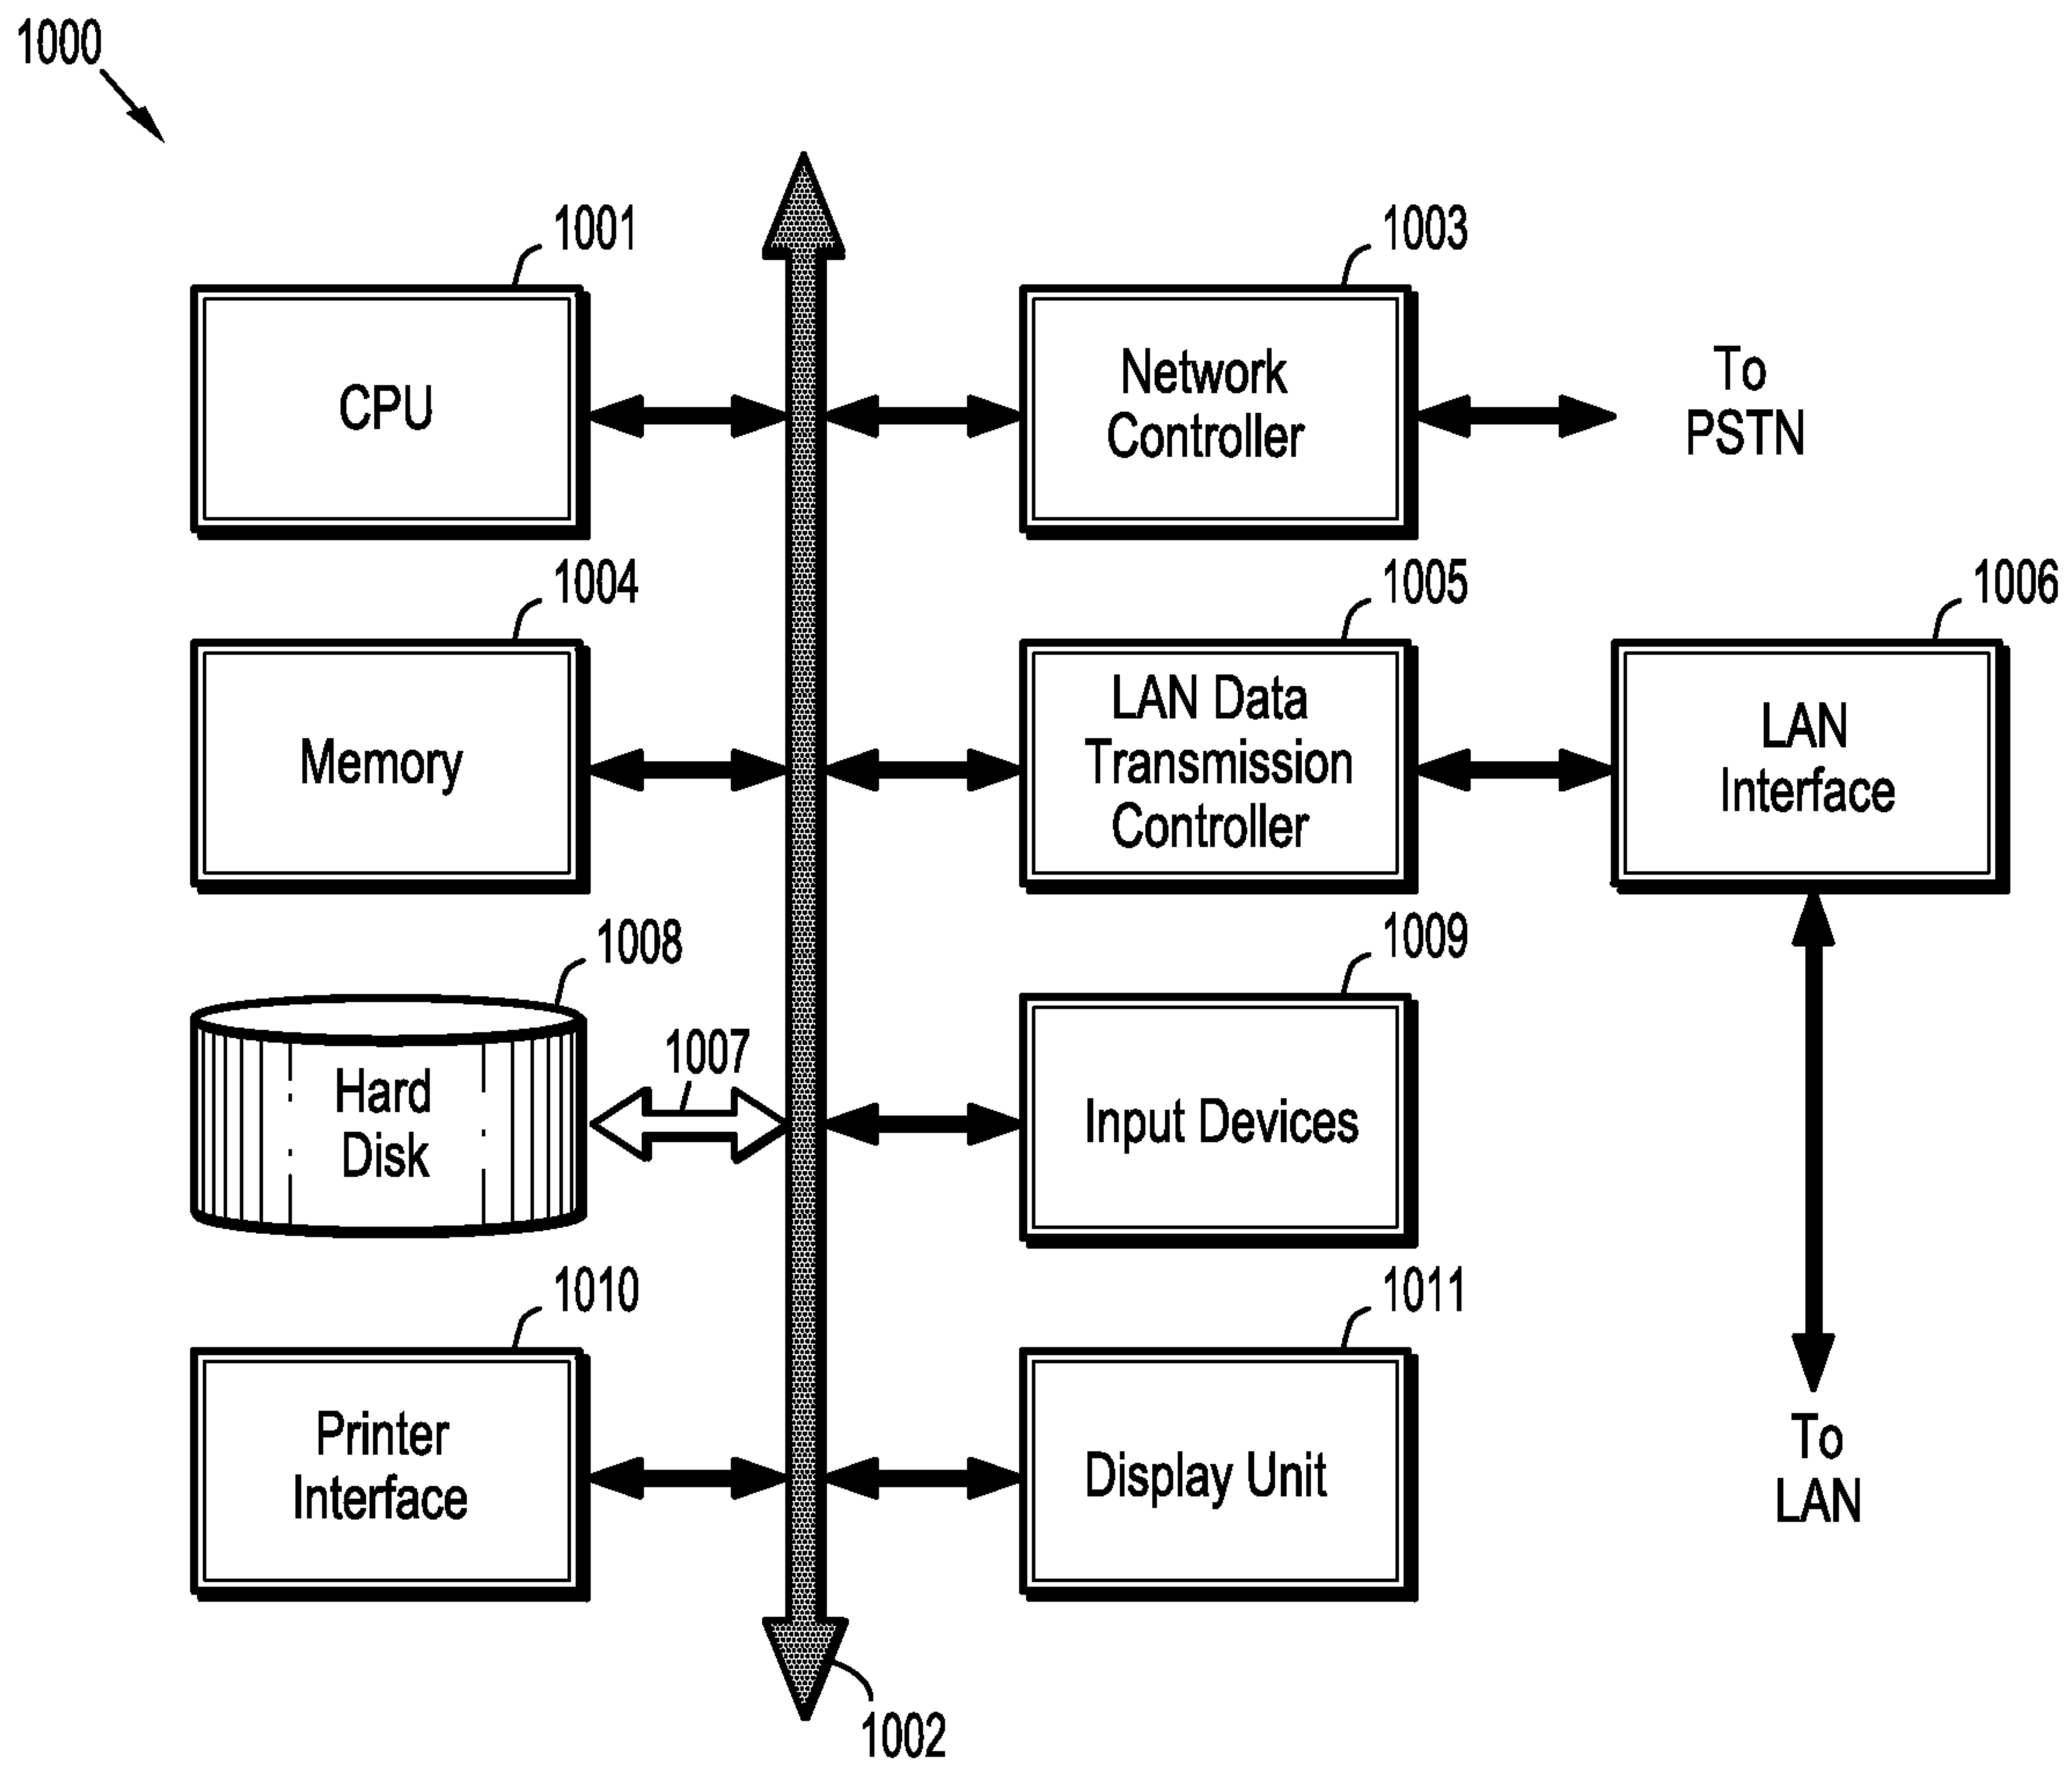 1000
1001
CPU
1003
Network
Controller
To
PSTN
1004
Memory
1005
LAN Data
Transmission
Controller
1006
LAN
Interface
1008
Hard
Disk
1007
1009
Input Devices
1010
Printer
Interface
1011
Display Unit
To
LAN
1002